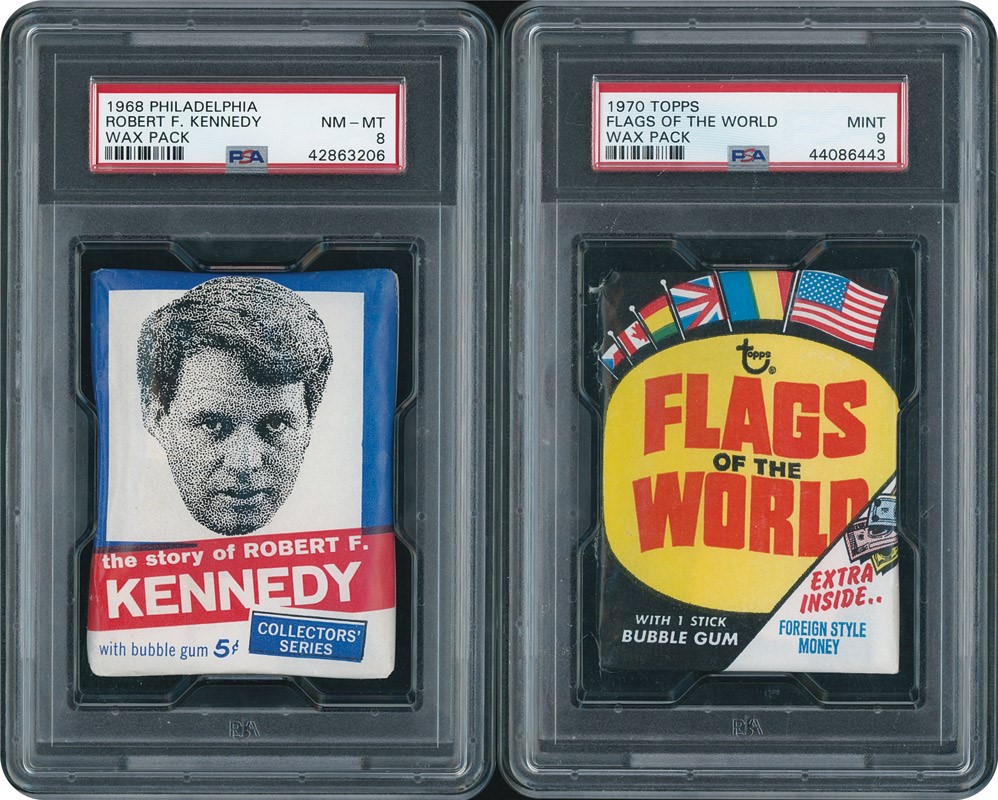 1968 PHILADELPHIA
ROBERT F. KENNEDY NM - MT
WAX PACK 8
PSA 42863206
the story of ROBERT F.
KENNEDY
with bubble gum 5¢
COLLECTORS'
SERIES
PSA
1970 TOPPS
FLAGS OF THE WORLD MINT
WAX PACK 9
PSA 44086443
topps
FLAGS
OF THE
WORLD
EXTRA
INSIDE..
WITH 1 STICK
BUBBLE GUM
FOREIGN STYLE
MONEY
PSA